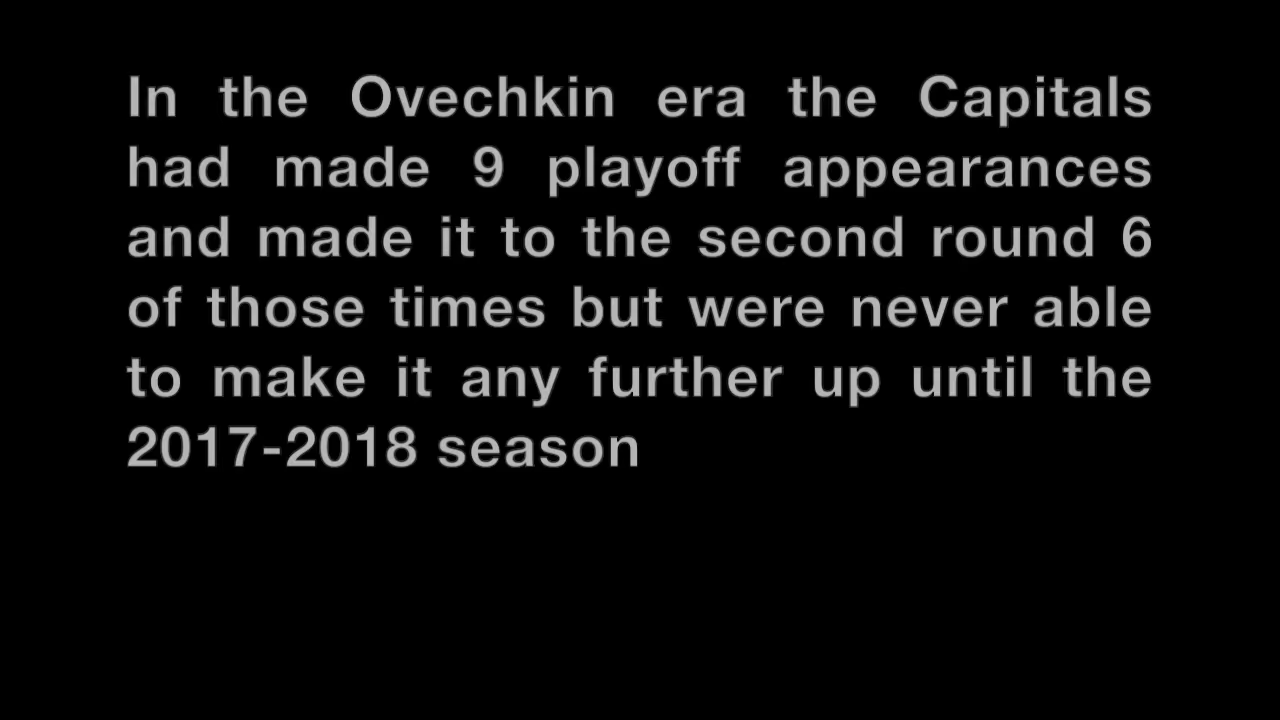 In the Ovechkin era the Capitals
had made 9 playoff appearances
and made it to the second round 6
of those times but were never able
to make it any further up until the
2017-2018 season